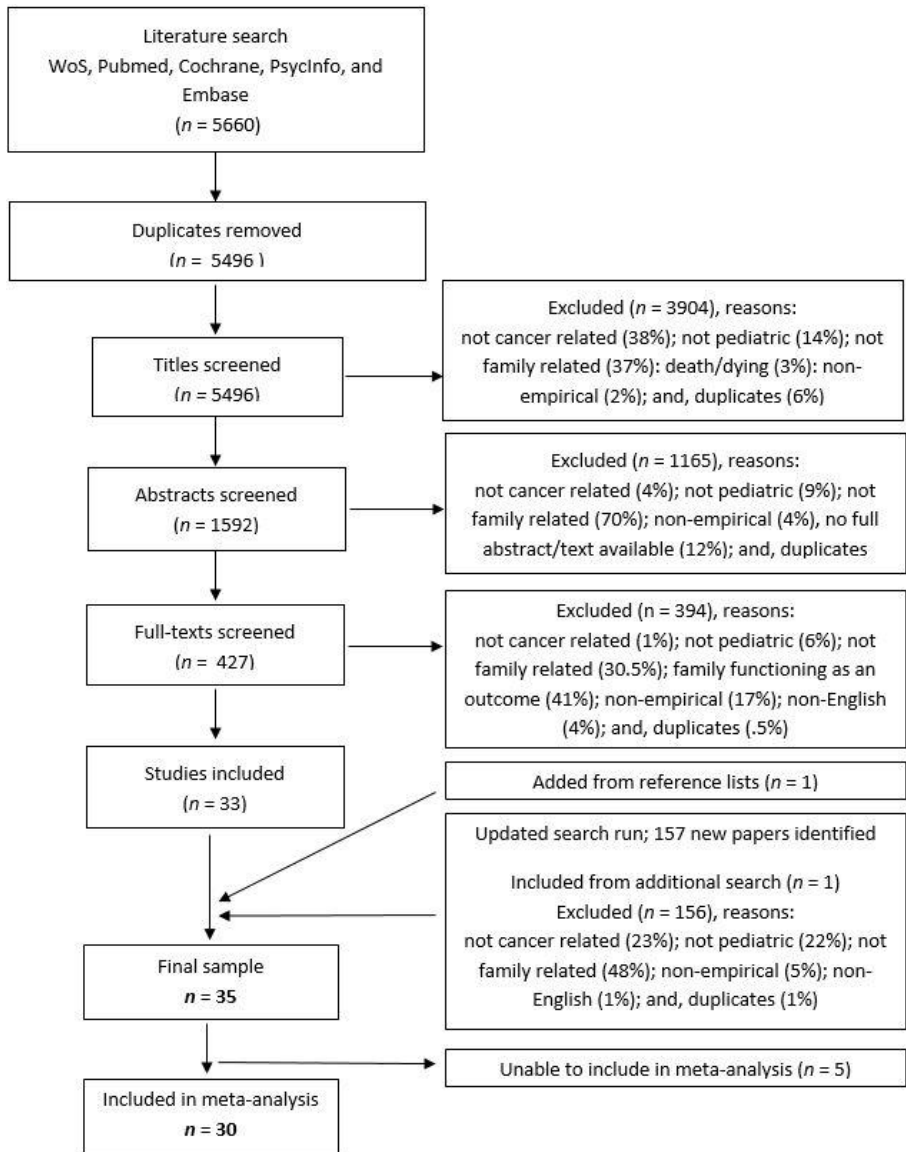 Literature search
WoS, Pubmed, Cochrane, PsycInfo, and
Embase
(n = 5660)
Duplicates removed
(n = 5496 )
Titles screened
(n = 5496)
Excluded (n = 3904), reasons:
not cancer related (38%); not pediatric (14%); not
family related (37%): death/dying (3%): non-
empirical (2%); and, duplicates (6%)
Abstracts screened
(n = 1592)
Excluded (n = 1165), reasons:
not cancer related (4%); not pediatric (9%); not
family related (70%); non-empirical (4%), no full
abstract/text available (12%); and, duplicates
Full-texts screened
(n = 427)
Excluded (n = 394), reasons:
not cancer related (1%); not pediatric (6%); not
family related (30.5%); family functioning as an
outcome (41%); non-empirical (17%); non-English
(4%); and, duplicates (.5%)
Studies included
(n = 33)
Added from reference lists (n = 1)
Updated search run; 157 new papers identified
Included from additional search (n = 1)
Excluded (n = 156), reasons:
not cancer related (23%); not pediatric (22%); not
family related (48%); non-empirical (5%); non-
English (1%); and, duplicates (1%)
Final sample
n = 35
Unable to include in meta-analysis (n = 5)
Included in meta-analysis
n = 30